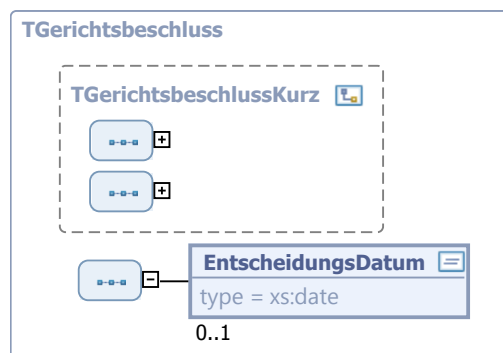 TGerichtsbeschluss
TGerichtsbeschlussKurz
EntscheidungsDatum
type = xs:date
0..1